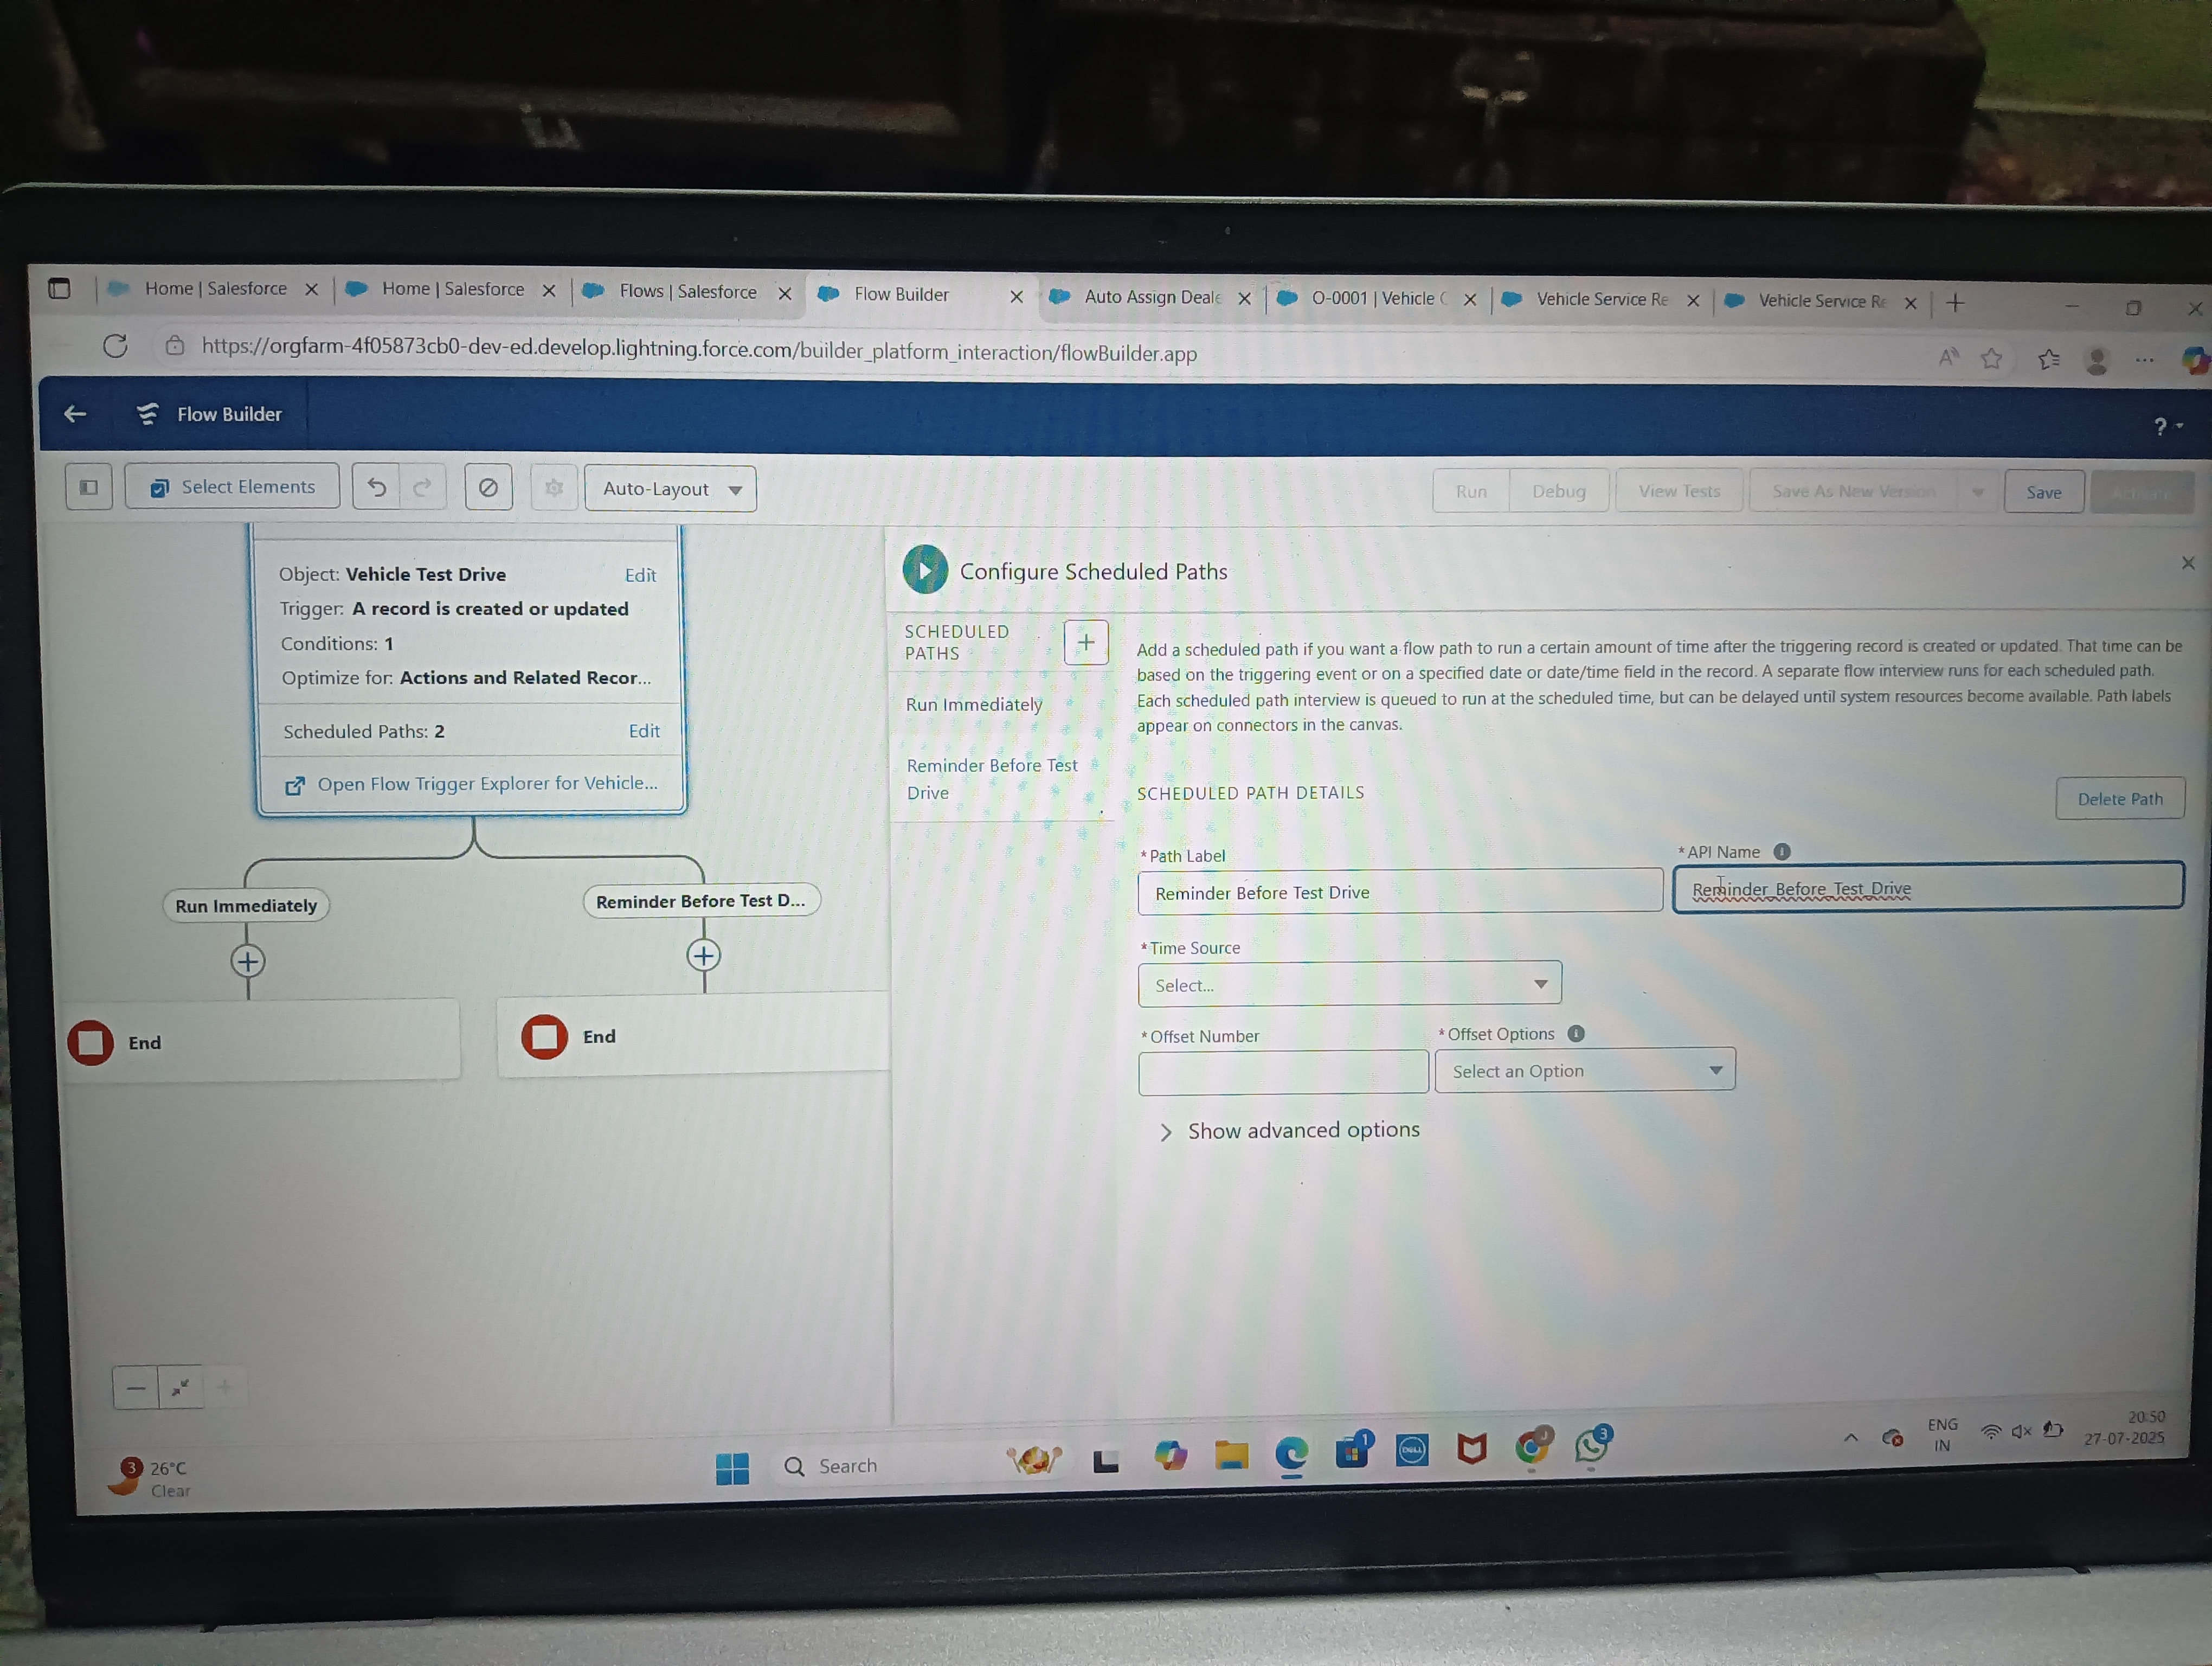 Home | Salesforce
Home | Salesforce
Flows | Salesforce
Flow Builder
Auto Assign Deale
O-0001 | Vehicle C
Vehicle Service Re
Vehicle Service Re
https://orgfarm-4f05873cb0-dev-ed.develop.lightning.force.com/builder_platform_interaction/flowBuilder.app
Flow Builder
?
Select Elements
Auto-Layout
Run
Debug
View Tests
Save As New Version
Save
Activate
Object: Vehicle Test Drive
Edit
Trigger: A record is created or updated
Conditions: 1
Optimize for: Actions and Related Recor...
Scheduled Paths: 2
Edit
Open Flow Trigger Explorer for Vehicle...
Run Immediately
Reminder Before Test D...
End
End
Configure Scheduled Paths
SCHEDULED
PATHS
Run Immediately
Reminder Before Test
Drive
Add a scheduled path if you want a flow path to run a certain amount of time after the triggering record is created or updated. That time can be
based on the triggering event or on a specified date or date/time field in the record. A separate flow interview runs for each scheduled path.
Each scheduled path interview is queued to run at the scheduled time, but can be delayed until system resources become available. Path labels
appear on connectors in the canvas.
SCHEDULED PATH DETAILS
Delete Path
*Path Label
Reminder Before Test Drive
*API Name
Reminder_Before_Test_Drive
*Time Source
Select...
*Offset Number
*Offset Options
Select an Option
Show advanced options
3
26°C
Clear
Search
1
DELL
J
3
ENG
IN
20:50
27-07-2025